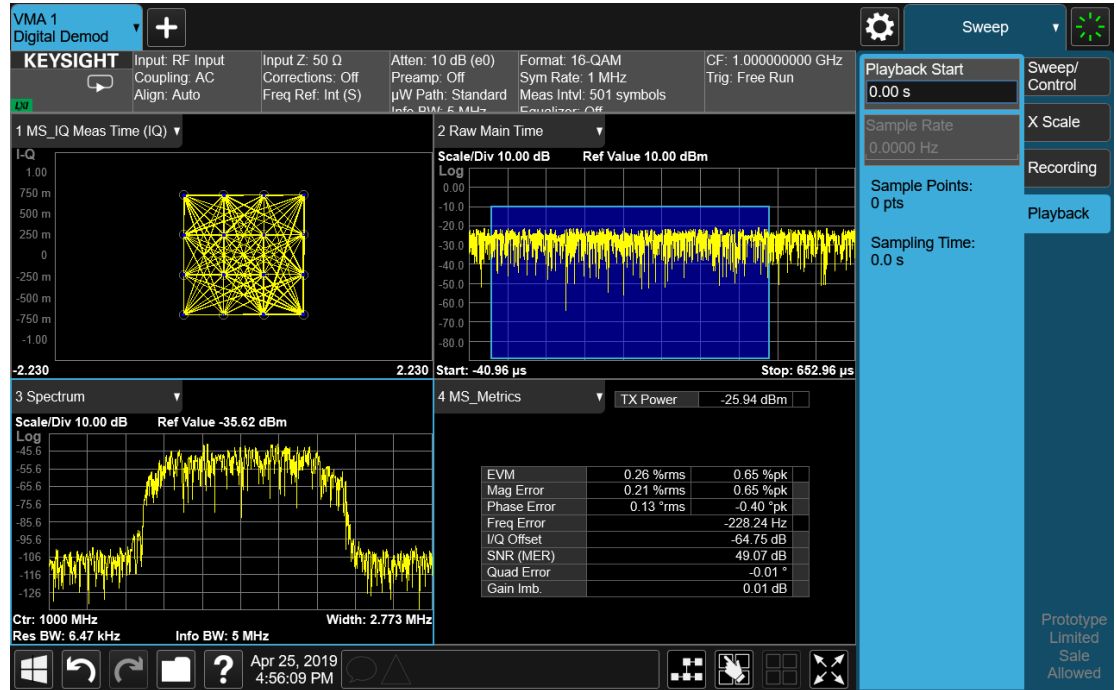 VMA 1
Digital Demod
Sweep
KEYSIGHT
LXI
Input: RF Input
Coupling: AC
Align: Auto
Input Z: 50 Ω
Corrections: Off
Freq Ref: Int (S)
Atten: 10 dB (e0)
Preamp: Off
µW Path: Standard
Info BW: 5 MHz
Format: 16-QAM
Sym Rate: 1 MHz
Meas Intvl: 501 symbols
Equalizer: Off
CF: 1.000000000 GHz
Trig: Free Run
1 MS_IQ Meas Time (IQ)
I-Q
1.00
750 m
500 m
250 m
0
-250 m
-500 m
-750 m
-1.00
-2.230
2.230
2 Raw Main Time
Scale/Div 10.00 dB Ref Value 10.00 dBm
Log
0.00
-10.0
-20.0
-30.0
-40.0
-50.0
-60.0
-70.0
-80.0
Start: -40.96 µs Stop: 652.96 µs
3 Spectrum
Scale/Div 10.00 dB Ref Value -35.62 dBm
Log
-45.6
-55.6
-65.6
-75.6
-85.6
-95.6
-106
-116
-126
Ctr: 1000 MHz Width: 2.773 MHz
Res BW: 6.47 kHz Info BW: 5 MHz
4 MS_Metrics
TX Power -25.94 dBm
EVM 0.26 %rms 0.65 %pk
Mag Error 0.21 %rms 0.65 %pk
Phase Error 0.13 °rms -0.40 °pk
Freq Error -228.24 Hz
I/Q Offset -64.75 dB
SNR (MER) 49.07 dB
Quad Error -0.01 °
Gain Imb. 0.01 dB
Playback Start
0.00 s
Sample Rate
0.0000 Hz
Sample Points:
0 pts
Sampling Time:
0.0 s
Sweep/
Control
X Scale
Recording
Playback
Prototype
Limited
Sale
Allowed
?
Apr 25, 2019
4:56:09 PM